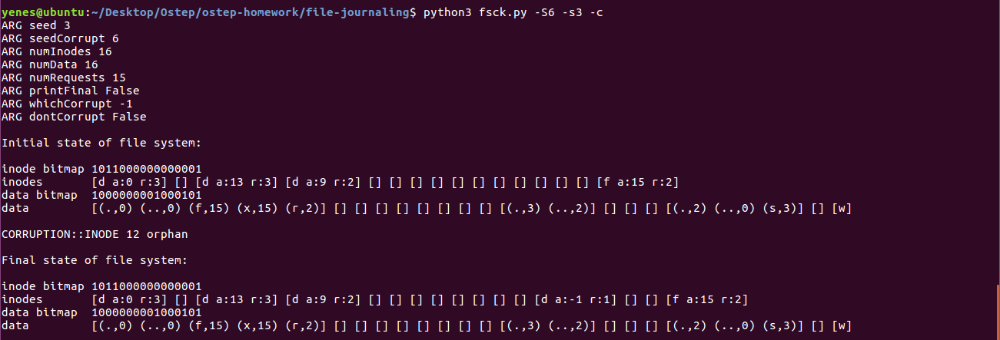 yenes@ubuntu:~/Desktop/Ostep/ostep-homework/file-journaling$ python3 fsck.py -S6 -s3 -c
ARG seed 3
ARG seedCorrupt 6
ARG numInodes 16
ARG numData 16
ARG numRequests 15
ARG printFinal False
ARG whichCorrupt -1
ARG dontCorrupt False
Initial state of file system:
inode bitmap 1011000000000001
inodes [d a:0 r:3] [] [d a:13 r:3] [d a:9 r:2] [] [] [] [] [] [] [] [] [] [] [] [f a:15 r:2]
data bitmap 1000000001000101
data [(.,0) (..,0) (f,15) (x,15) (r,2)] [] [] [] [] [] [] [] [] [(.,3) (..,2)] [] [] [] [(.,2) (..,0) (s,3)] [] [w]
CORRUPTION::INODE 12 orphan
Final state of file system:
inode bitmap 1011000000000001
inodes [d a:0 r:3] [] [d a:13 r:3] [d a:9 r:2] [] [] [] [] [] [] [] [] [d a:-1 r:1] [] [] [f a:15 r:2]
data bitmap 1000000001000101
data [(.,0) (..,0) (f,15) (x,15) (r,2)] [] [] [] [] [] [] [] [] [(.,3) (..,2)] [] [] [] [(.,2) (..,0) (s,3)] [] [w]